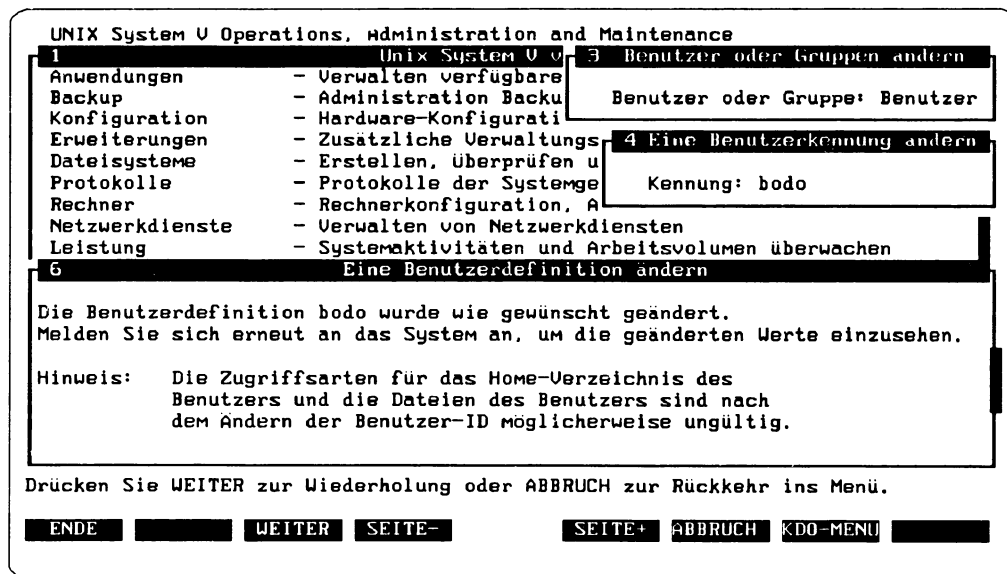 UNIX System V Operations, Administration and Maintenance
1 Unix System V v
Anwendungen - Verwalten verfügbare
Backup - Administration Backu
Konfiguration - Hardware-Konfigurati
Erweiterungen - Zusätzliche Verwaltungs
Dateisysteme - Erstellen, überprüfen u
Protokolle - Protokolle der Systemge
Rechner - Rechnerkonfiguration, A
Netzwerkdienste - Verwalten von Netzwerkdiensten
Leistung - Systemaktivitäten und Arbeitsvolumen überwachen
3 Benutzer oder Gruppen ändern
Benutzer oder Gruppe: Benutzer
4 Eine Benutzerkennung ändern
Kennung: bodo
6 Eine Benutzerdefinition ändern
Die Benutzerdefinition bodo wurde wie gewünscht geändert.
Melden Sie sich erneut an das System an, um die geänderten Werte einzusehen.
Hinweis: Die Zugriffsarten für das Home-Verzeichnis des
Benutzers und die Dateien des Benutzers sind nach
dem Ändern der Benutzer-ID möglicherweise ungültig.
Drücken Sie WEITER zur Wiederholung oder ABBRUCH zur Rückkehr ins Menü.
ENDE WEITER SEITE- SEITE+ ABBRUCH KDO-MENU